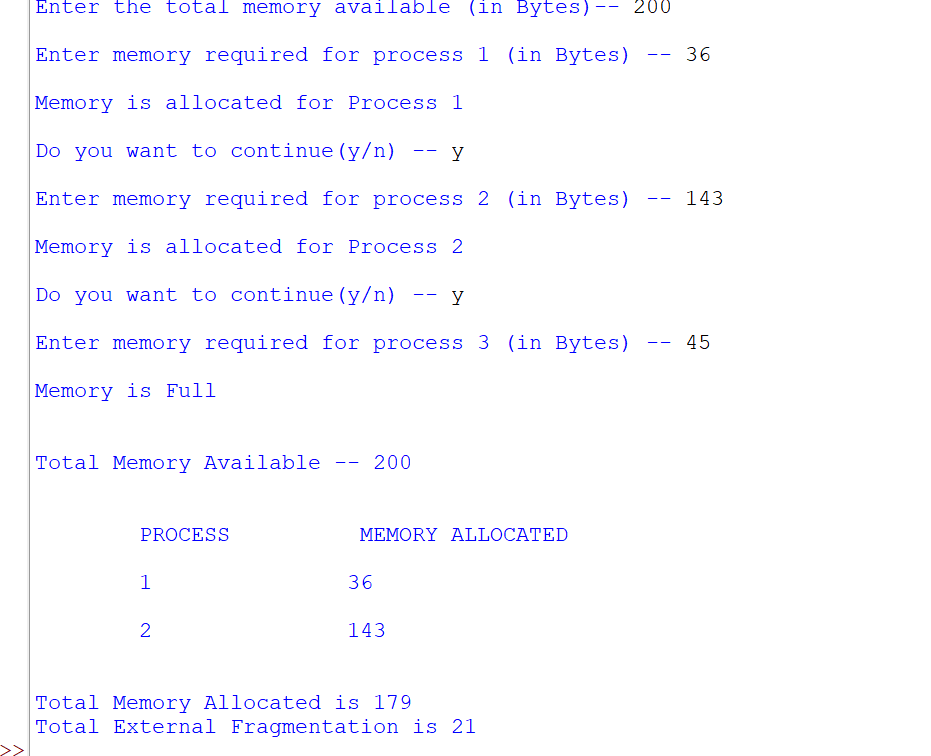 Enter the total memory available (in Bytes)-- 200
Enter memory required for process 1 (in Bytes) -- 36
Memory is allocated for Process 1
Do you want to continue(y/n) -- y
Enter memory required for process 2 (in Bytes) -- 143
Memory is allocated for Process 2
Do you want to continue(y/n) -- y
Enter memory required for process 3 (in Bytes) -- 45
Memory is Full
Total Memory Available -- 200
PROCESS MEMORY ALLOCATED
1 36
2 143
Total Memory Allocated is 179
Total External Fragmentation is 21
>>